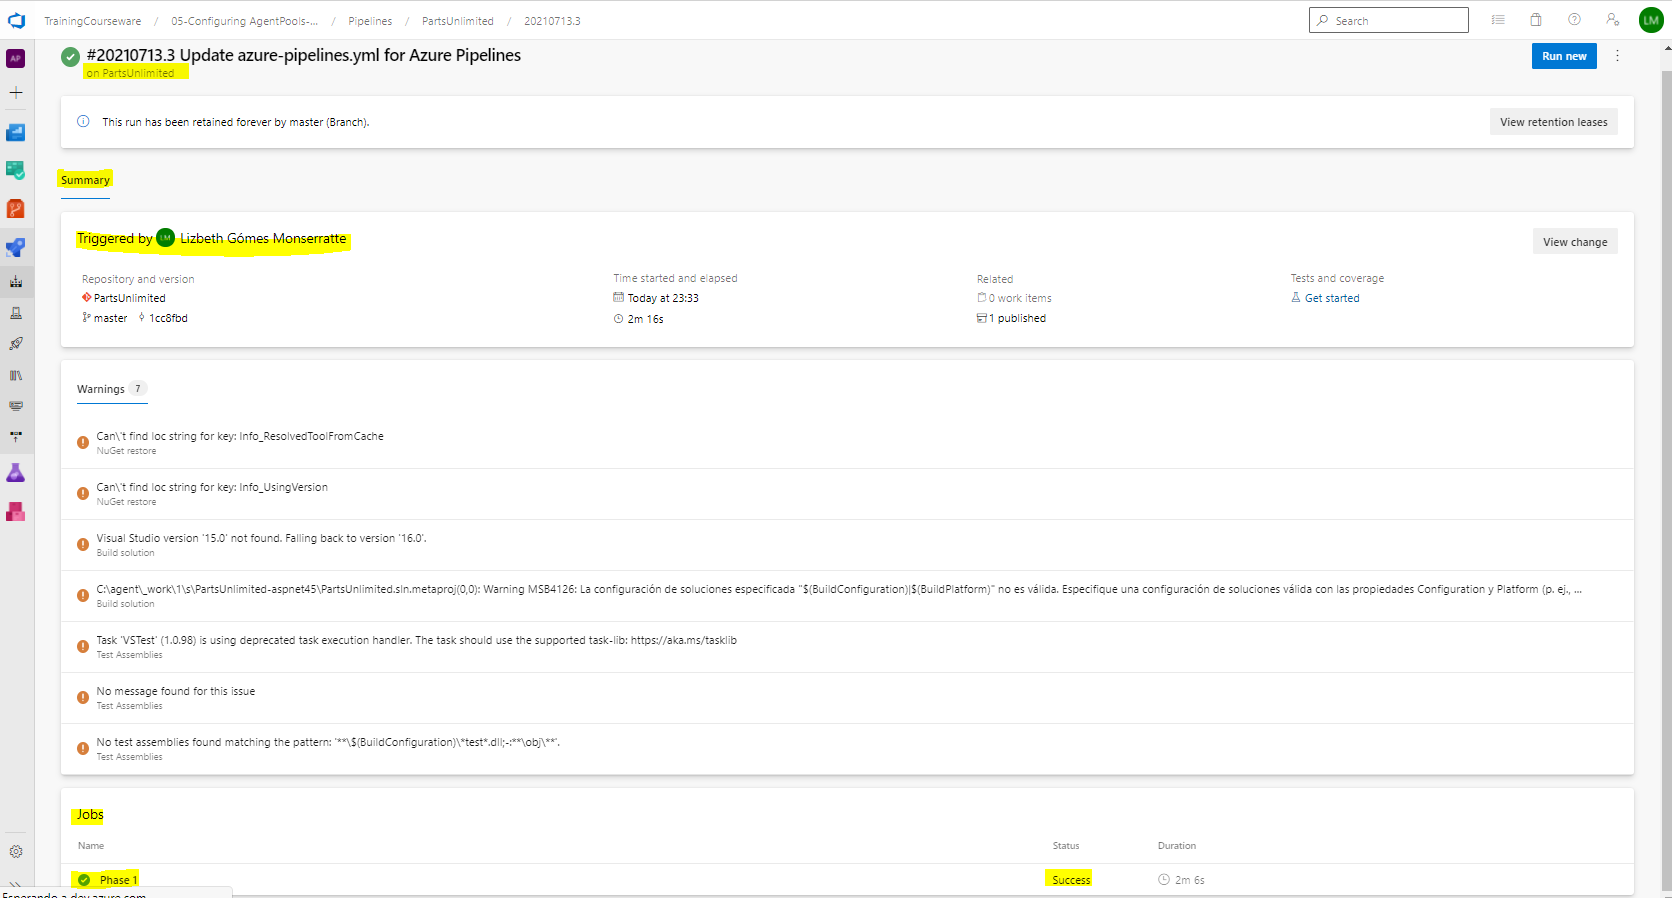 TrainingCourseware / 05-Configuring AgentPools-... / Pipelines / PartsUnlimited / 20210713.3
Search
LM
AP
#20210713.3 Update azure-pipelines.yml for Azure Pipelines
on PartsUnlimited
Run new
This run has been retained forever by master (Branch).
View retention leases
Summary
Triggered by LM Lizbeth Gómes Monserratte
View change
Repository and version
PartsUnlimited
master 1cc8fbd
Time started and elapsed
Today at 23:33
2m 16s
Related
0 work items
1 published
Tests and coverage
Get started
Warnings 7
Can\'t find loc string for key: Info_ResolvedToolFromCache
NuGet restore
Can\'t find loc string for key: Info_UsingVersion
NuGet restore
Visual Studio version '15.0' not found. Falling back to version '16.0'.
Build solution
C:\agent\_work\1\s\PartsUnlimited-aspnet45\PartsUnlimited.sln.metaproj(0,0): Warning MSB4126: La configuración de soluciones especificada "$(BuildConfiguration)|$(BuildPlatform)" no es válida. Especifique una configuración de soluciones válida con las propiedades Configuration y Platform (p. ej., ...
Build solution
Task 'VSTest' (1.0.98) is using deprecated task execution handler. The task should use the supported task-lib: https://aka.ms/tasklib
Test Assemblies
No message found for this issue
Test Assemblies
No test assemblies found matching the pattern: '**\$(BuildConfiguration)\*test*.dll;-:**\obj\**'.
Test Assemblies
Jobs
Name Status Duration
Phase 1 Success 2m 6s
Esperando a dev.azure.com